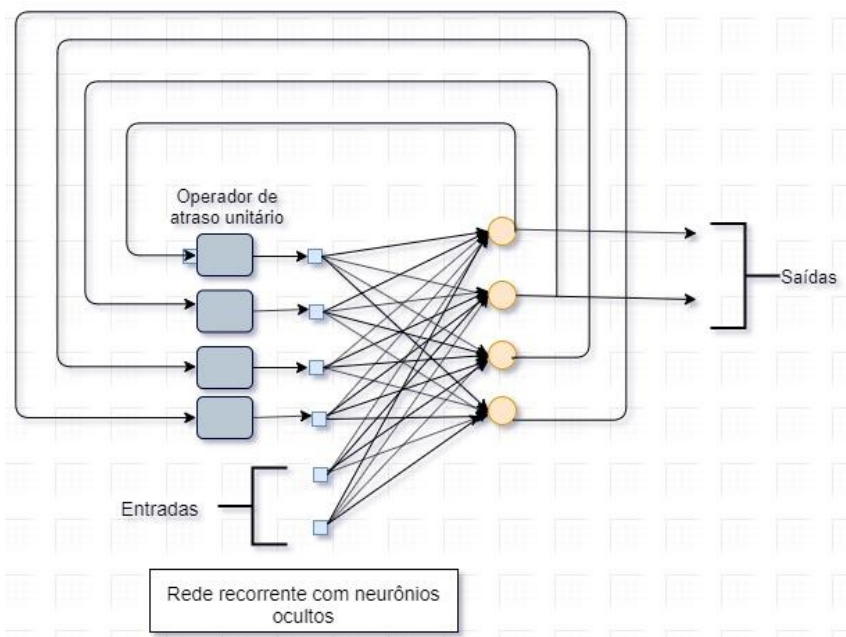 Operador de
atraso unitário
Saídas
Entradas
Rede recorrente com neurônios
ocultos